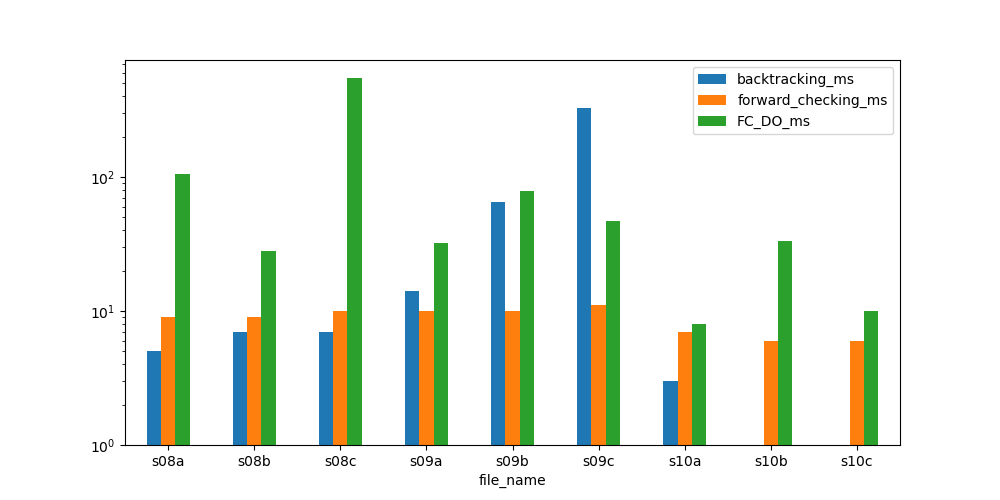 backtracking_ms
forward_checking_ms
FC_DO_ms
10²
10¹
10⁰
s08a s08b s08c s09a s09b s09c s10a s10b s10c
file_name